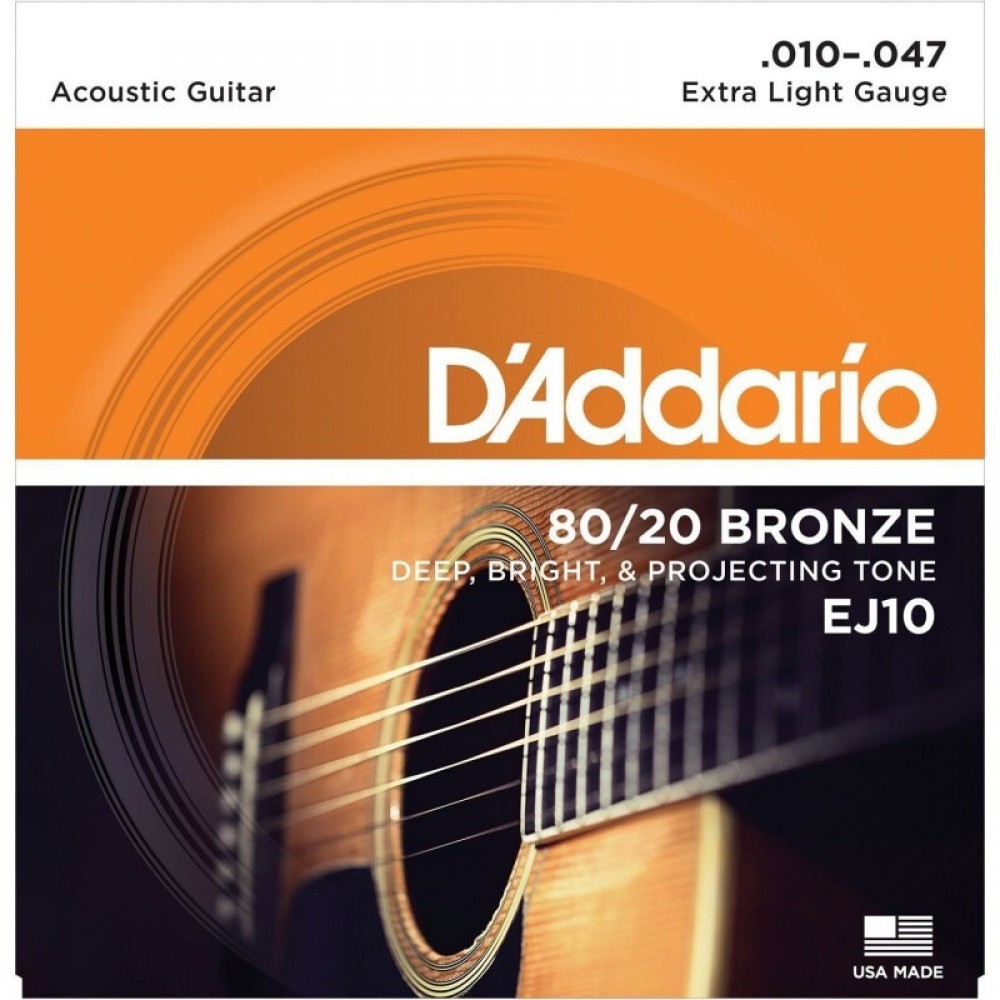 .010–.047
Acoustic Guitar
Extra Light Gauge
D'Addario
80/20 BRONZE
DEEP, BRIGHT, & PROJECTING TONE
EJ10
USA MADE